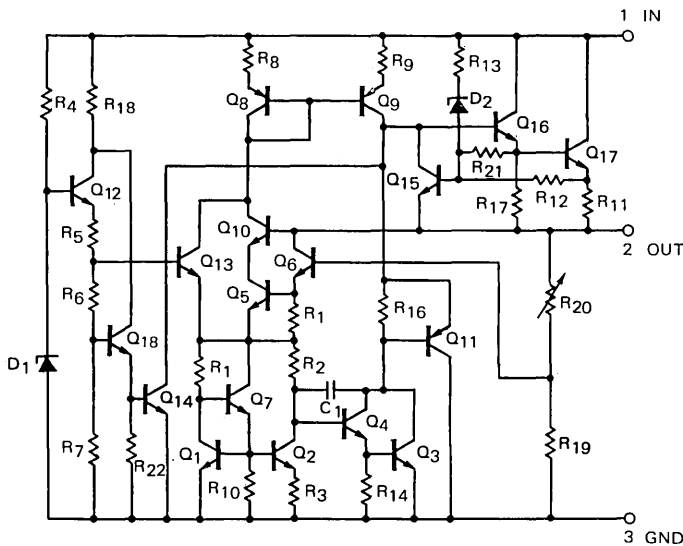 1 IN
R8
R9
R13
R4
R18
Q8
Q9
D2
Q16
Q17
Q12
Q15
R21
R12
R17
R11
R5
Q10
2 OUT
Q13
Q6
R6
Q5
R1
R16
R20
Q11
Q18
R1
R2
D1
Q14
Q7
C1
Q4
R7
R22
Q1
Q2
Q3
R19
R10
R3
R14
3 GND